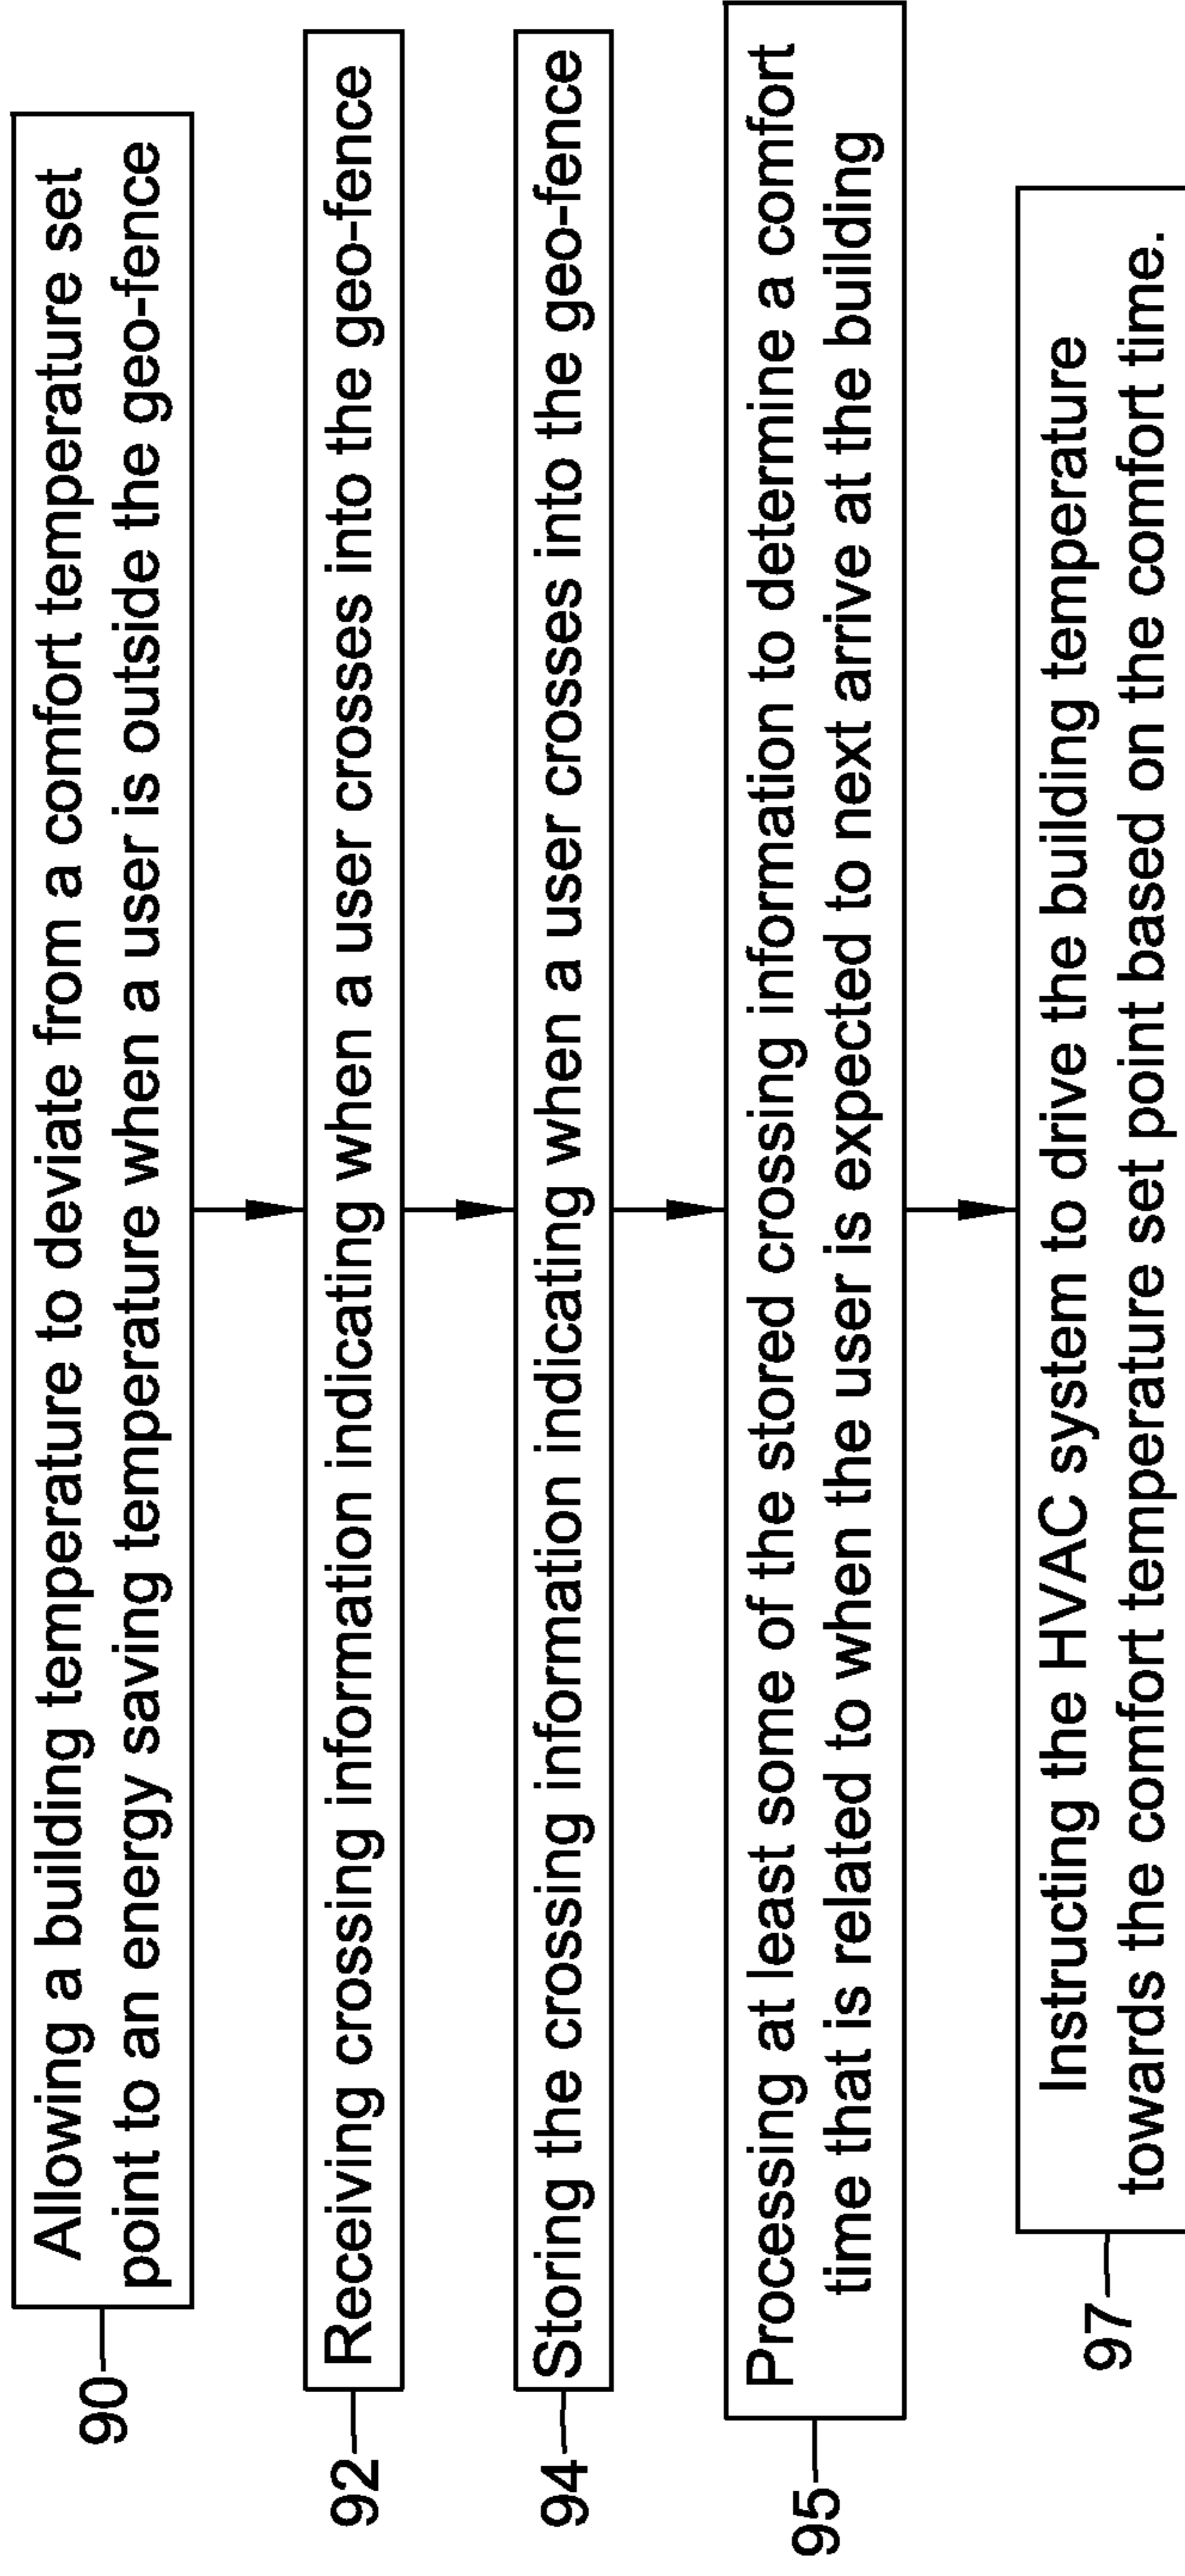 90
Allowing a building temperature to deviate from a comfort temperature set
point to an energy saving temperature when a user is outside the geo-fence
92
Receiving crossing information indicating when a user crosses into the geo-fence
94
Storing the crossing information indicating when a user crosses into the geo-fence
95
Processing at least some of the stored crossing information to determine a comfort
time that is related to when the user is expected to next arrive at the building
97
Instructing the HVAC system to drive the building temperature
towards the comfort temperature set point based on the comfort time.